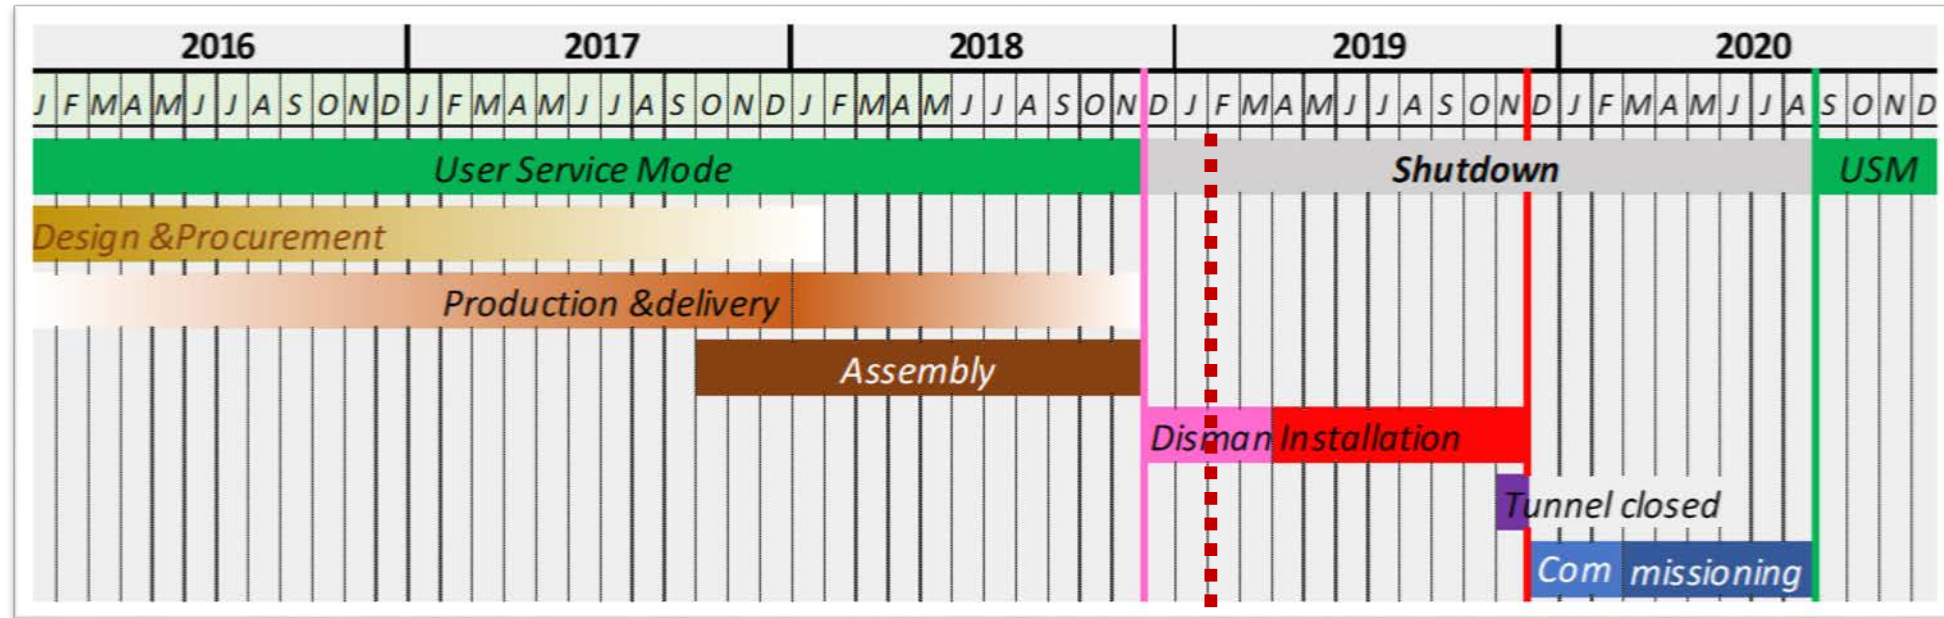 2016 2017 2018 2019 2020
J F M A M J J A S O N D J F M A M J J A S O N D J F M A M J J A S O N D J F M A M J J A S O N D J F M A M J J A S O N D
User Service Mode Shutdown USM
Design &Procurement
Production &delivery
Assembly
Disman Installation
Tunnel closed
Com missioning